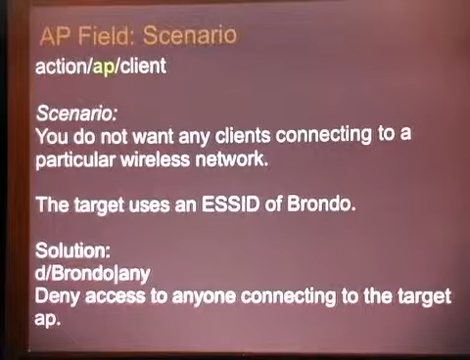 AP Field: Scenario
action/ap/client
Scenario:
You do not want any clients connecting to a
particular wireless network.
The target uses an ESSID of Brondo.
Solution:
d/Brondo|any
Deny access to anyone connecting to the target
ap.